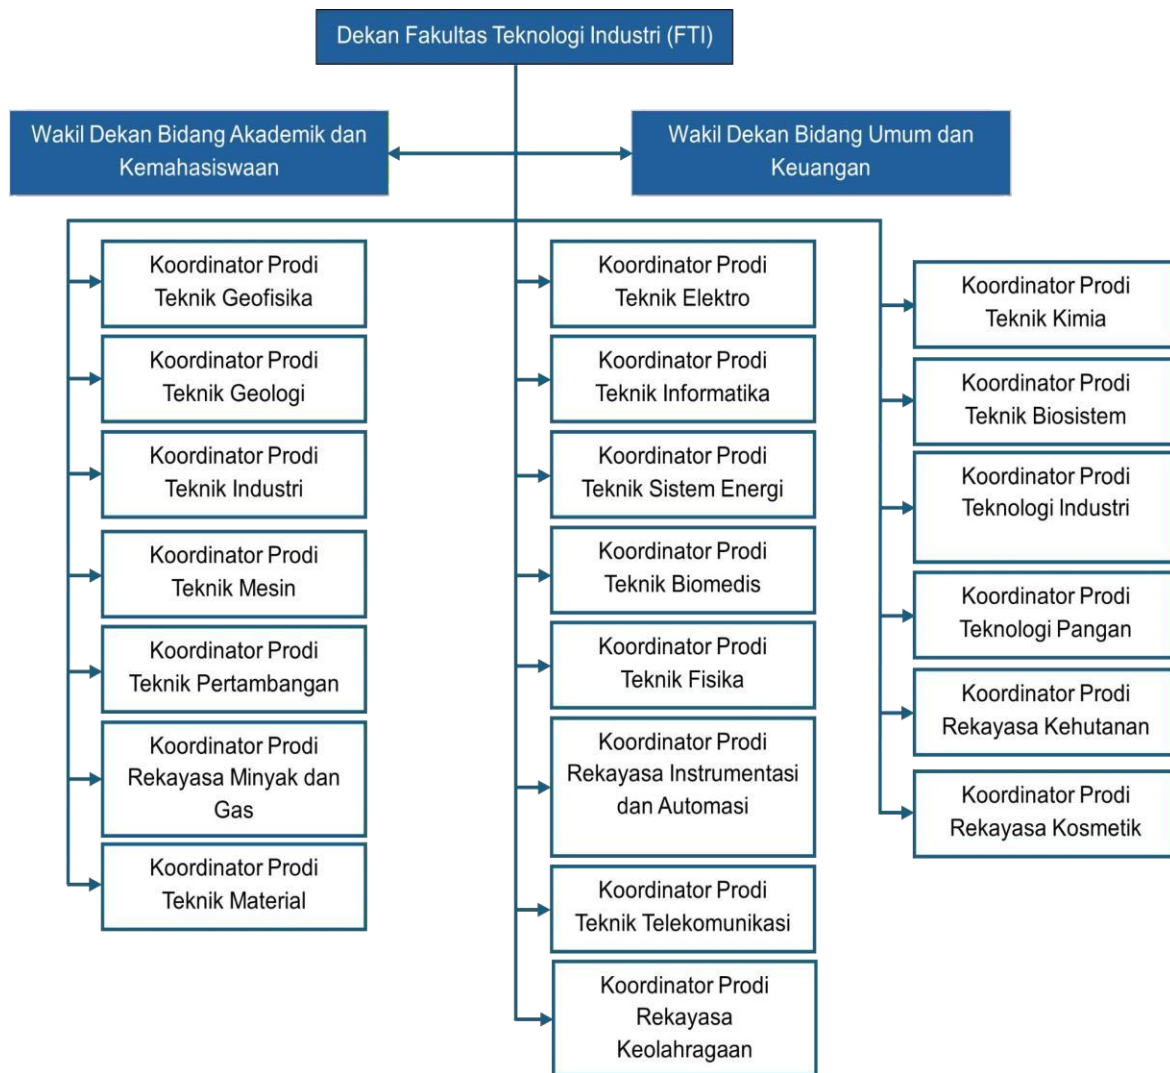 Dekan Fakultas Teknologi Industri (FTI)
Wakil Dekan Bidang Akademik dan
Kemahasiswaan
Wakil Dekan Bidang Umum dan
Keuangan
Koordinator Prodi
Teknik Geofisika
Koordinator Prodi
Teknik Geologi
Koordinator Prodi
Teknik Industri
Koordinator Prodi
Teknik Mesin
Koordinator Prodi
Teknik Pertambangan
Koordinator Prodi
Rekayasa Minyak dan
Gas
Koordinator Prodi
Teknik Material
Koordinator Prodi
Teknik Elektro
Koordinator Prodi
Teknik Informatika
Koordinator Prodi
Teknik Sistem Energi
Koordinator Prodi
Teknik Biomedis
Koordinator Prodi
Teknik Fisika
Koordinator Prodi
Rekayasa Instrumentasi
dan Automasi
Koordinator Prodi
Teknik Telekomunikasi
Koordinator Prodi
Rekayasa
Keolahragaan
Koordinator Prodi
Teknik Kimia
Koordinator Prodi
Teknik Biosistem
Koordinator Prodi
Teknologi Industri
Koordinator Prodi
Teknologi Pangan
Koordinator Prodi
Rekayasa Kehutanan
Koordinator Prodi
Rekayasa Kosmetik